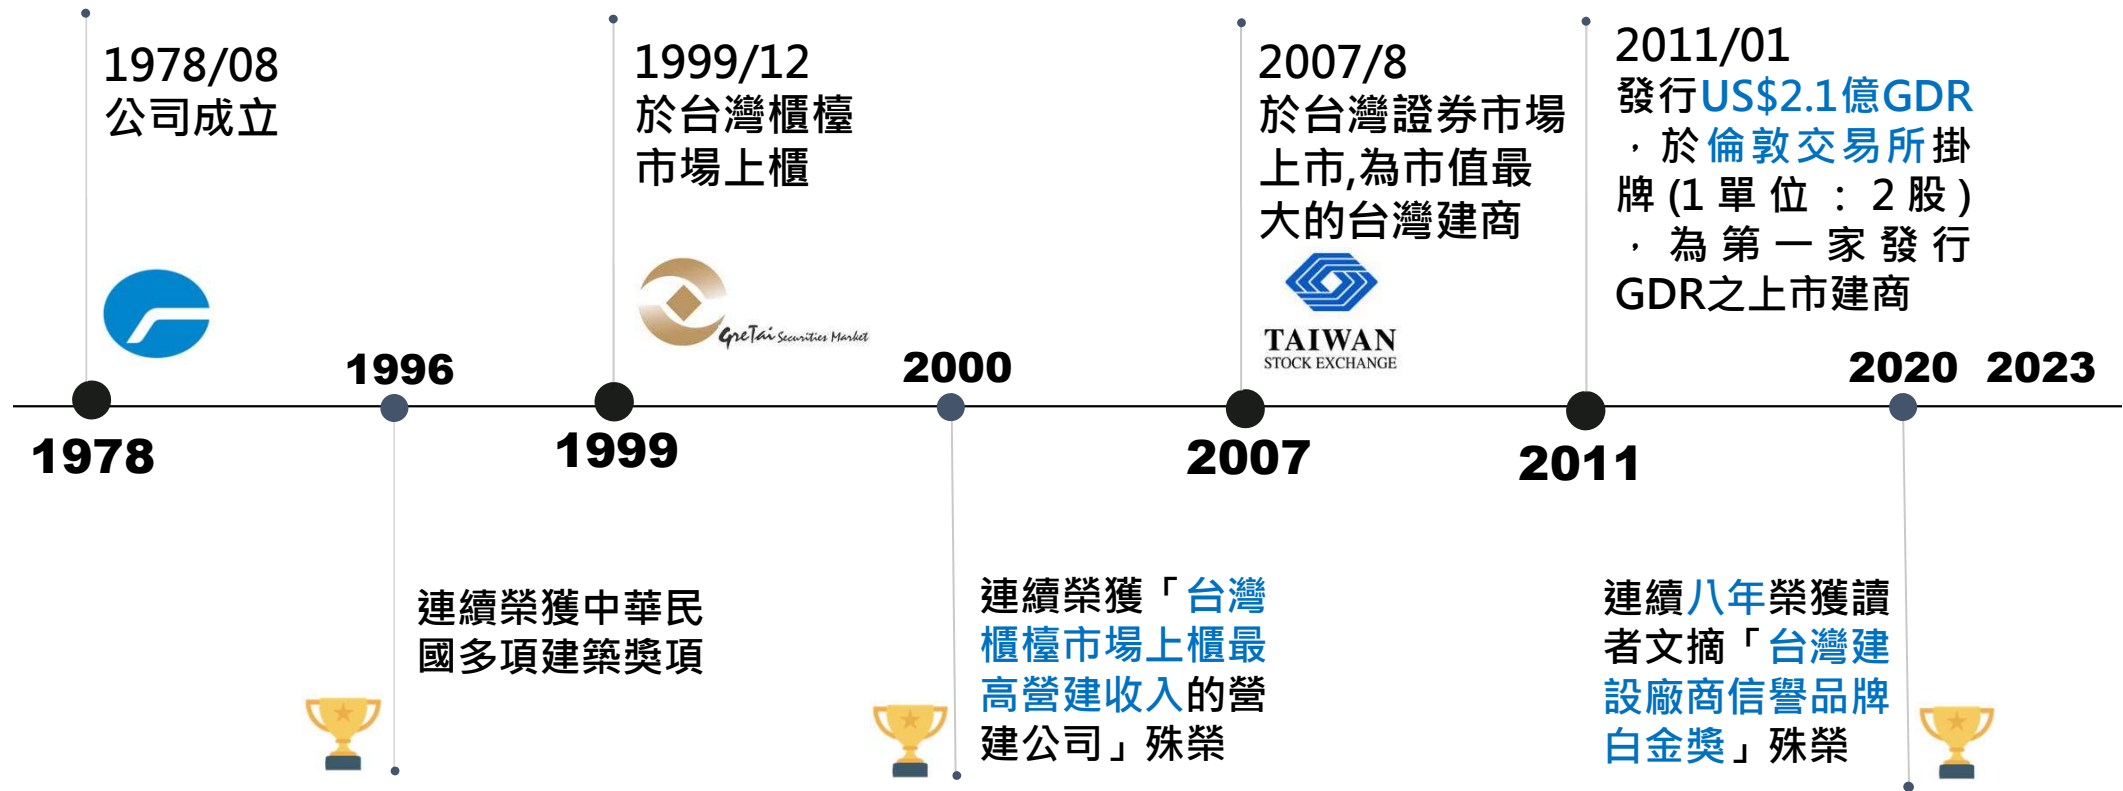 1978/08
公司成立
1999/12
於台灣櫃檯
市場上櫃
GreTai Securities Market
2007/8
於台灣證券市場
上市,為市值最
大的台灣建商
TAIWAN
STOCK EXCHANGE
2011/01
發行US$2.1億GDR
，於倫敦交易所掛
牌(1單位：2股)
，為第一家發行
GDR之上市建商
1978
1996
1999
2000
2007
2011
2020 2023
連續榮獲中華民
國多項建築獎項
連續榮獲「台灣
櫃檯市場上櫃最
高營建收入的營
建公司」殊榮
連續八年榮獲讀
者文摘「台灣建
設廠商信譽品牌
白金獎」殊榮